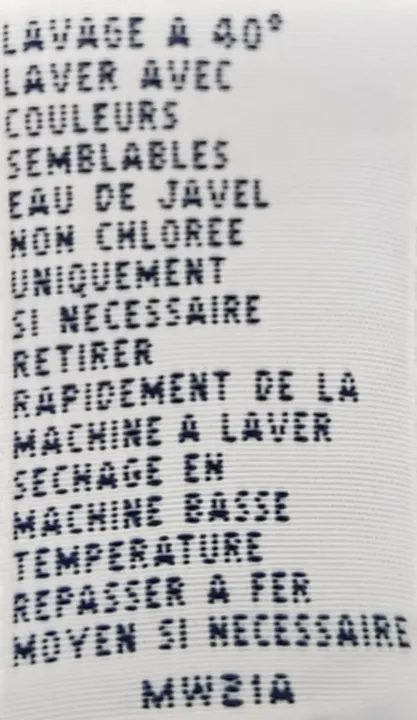 LAVAGE A 40°
LAVER AVEC
COULEURS
SEMBLABLES
EAU DE JAVEL
NON CHLOREE
UNIQUEMENT
SI NECESSAIRE
RETIRER
RAPIDEMENT DE LA
MACHINE A LAVER
SECHAGE EN
MACHINE BASSE
TEMPERATURE
REPASSER A FER
MOYEN SI NECESSAIRE
MW21A